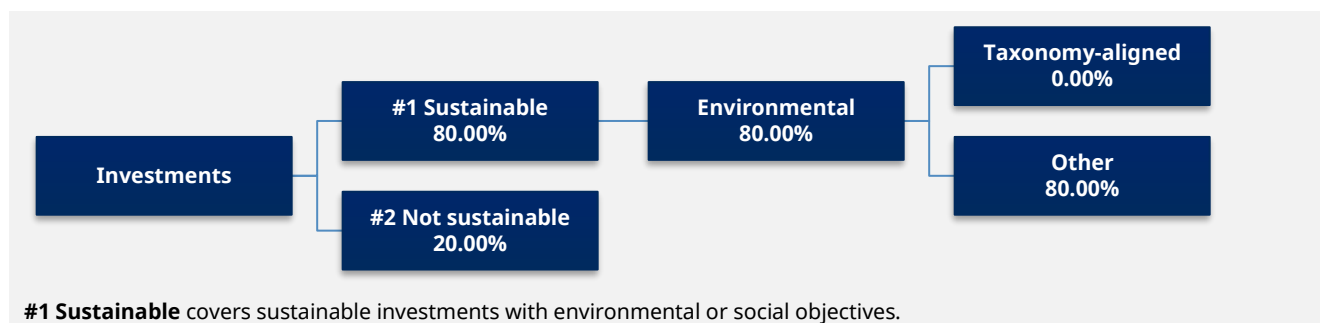 Investments
#1 Sustainable
80.00%
#2 Not sustainable
20.00%
Environmental
80.00%
Taxonomy-aligned
0.00%
Other
80.00%
#1 Sustainable covers sustainable investments with environmental or social objectives.